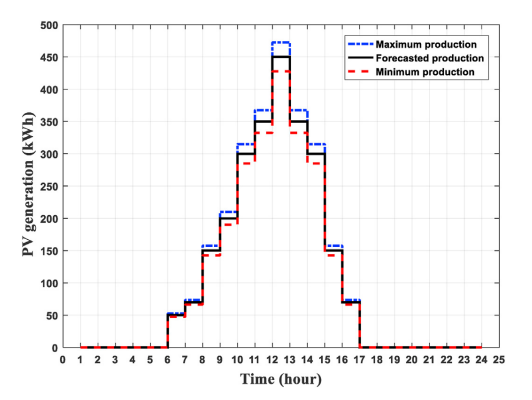 500
450
400
350
300
250
200
150
100
50
0
PV generation (kWh)
Maximum production
Forecasted production
Minimum production
0 1 2 3 4 5 6 7 8 9 10 11 12 13 14 15 16 17 18 19 20 21 22 23 24 25
Time (hour)